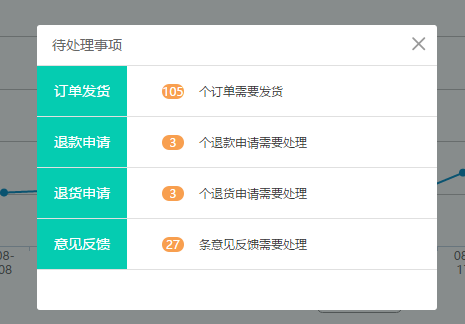 待处理事项
订单发货 105 个订单需要发货
退款申请 3 个退款申请需要处理
退货申请 3 个退货申请需要处理
意见反馈 27 条意见反馈需要处理